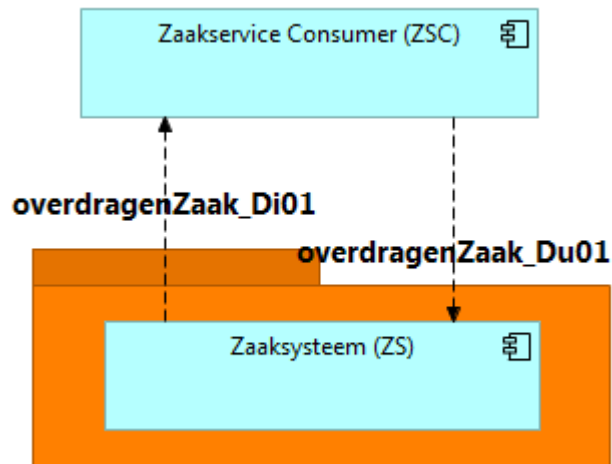 Zaakservice Consumer (ZSC)
overdragenZaak_Di01
overdragenZaak_Du01
Zaaksysteem (ZS)